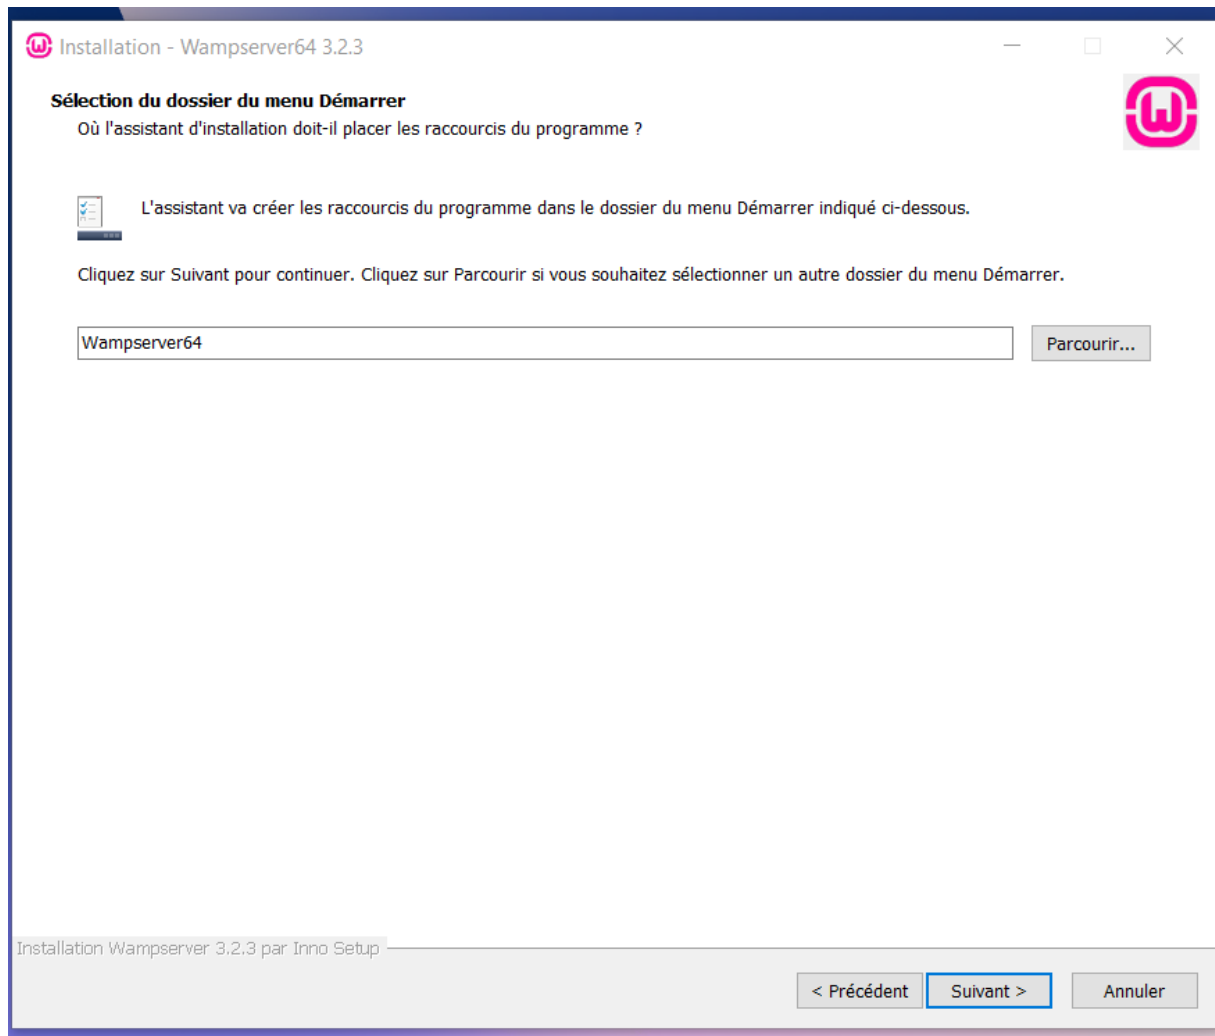 Installation - Wampserver64 3.2.3
Sélection du dossier du menu Démarrer
Où l'assistant d'installation doit-il placer les raccourcis du programme ?
L'assistant va créer les raccourcis du programme dans le dossier du menu Démarrer indiqué ci-dessous.
Cliquez sur Suivant pour continuer. Cliquez sur Parcourir si vous souhaitez sélectionner un autre dossier du menu Démarrer.
Wampserver64
Parcourir...
Installation Wampserver 3.2.3 par Inno Setup
< Précédent
Suivant >
Annuler